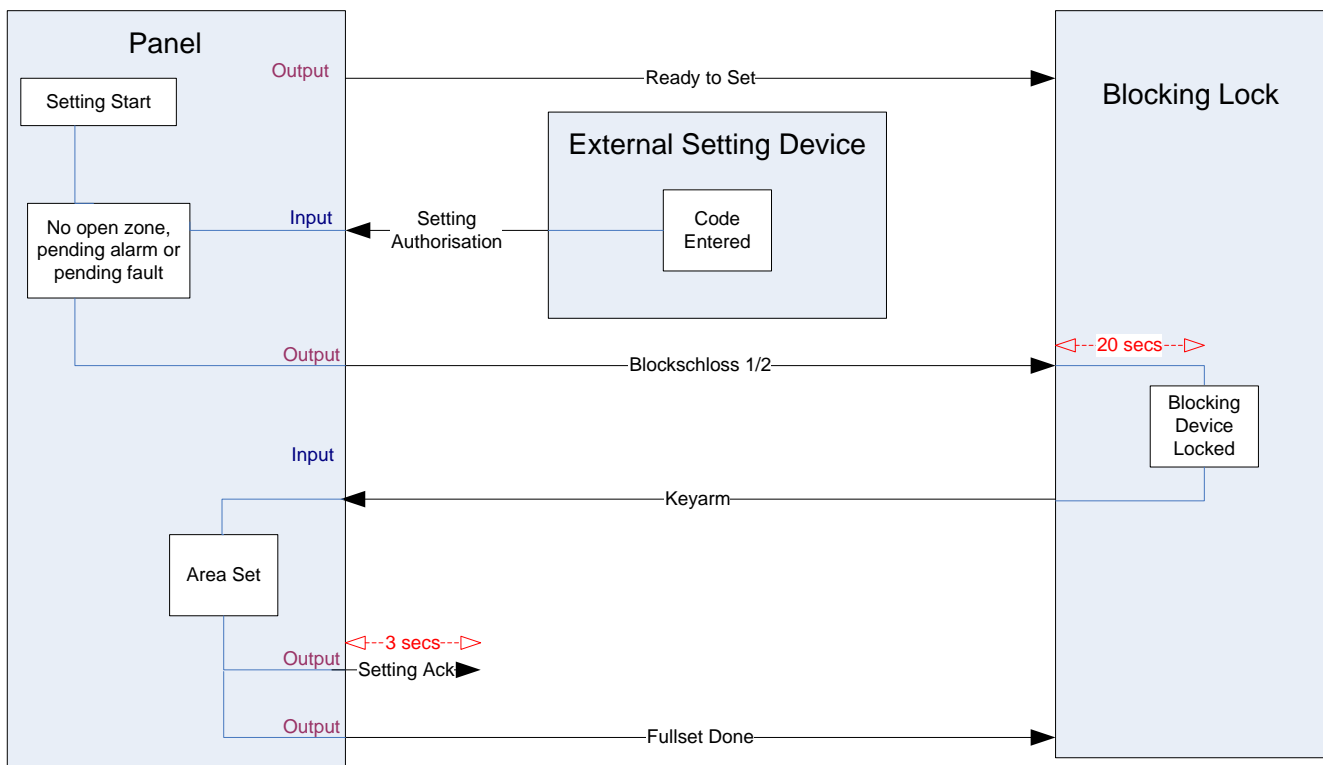 Panel
Output
Ready to Set
Blocking Lock
Setting Start
External Setting Device
Input
Setting
Authorisation
Code
Entered
No open zone,
pending alarm or
pending fault
Output
Blockschloss 1/2
20 secs
Blocking
Device
Locked
Input
Keyarm
Area Set
3 secs
Output
Setting Ack
Output
Fullset Done